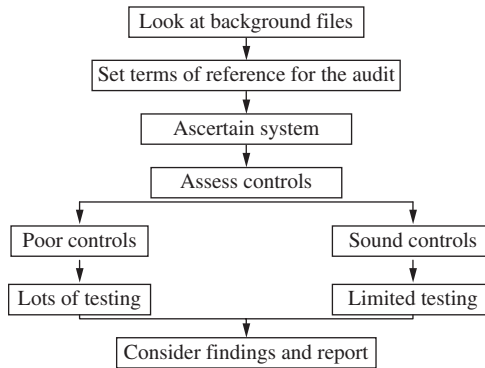 Look at background files
Set terms of reference for the audit
Ascertain system
Assess controls
Poor controls
Sound controls
Lots of testing
Limited testing
Consider findings and report